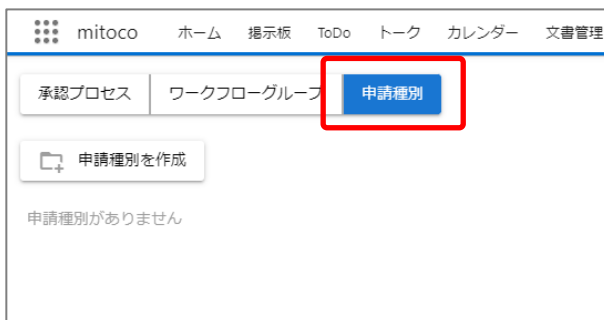 mitoco ホーム 掲示板 ToDo トーク カレンダー 文書管理
承認プロセス ワークフローグループ 申請種別
申請種別を作成
申請種別がありません